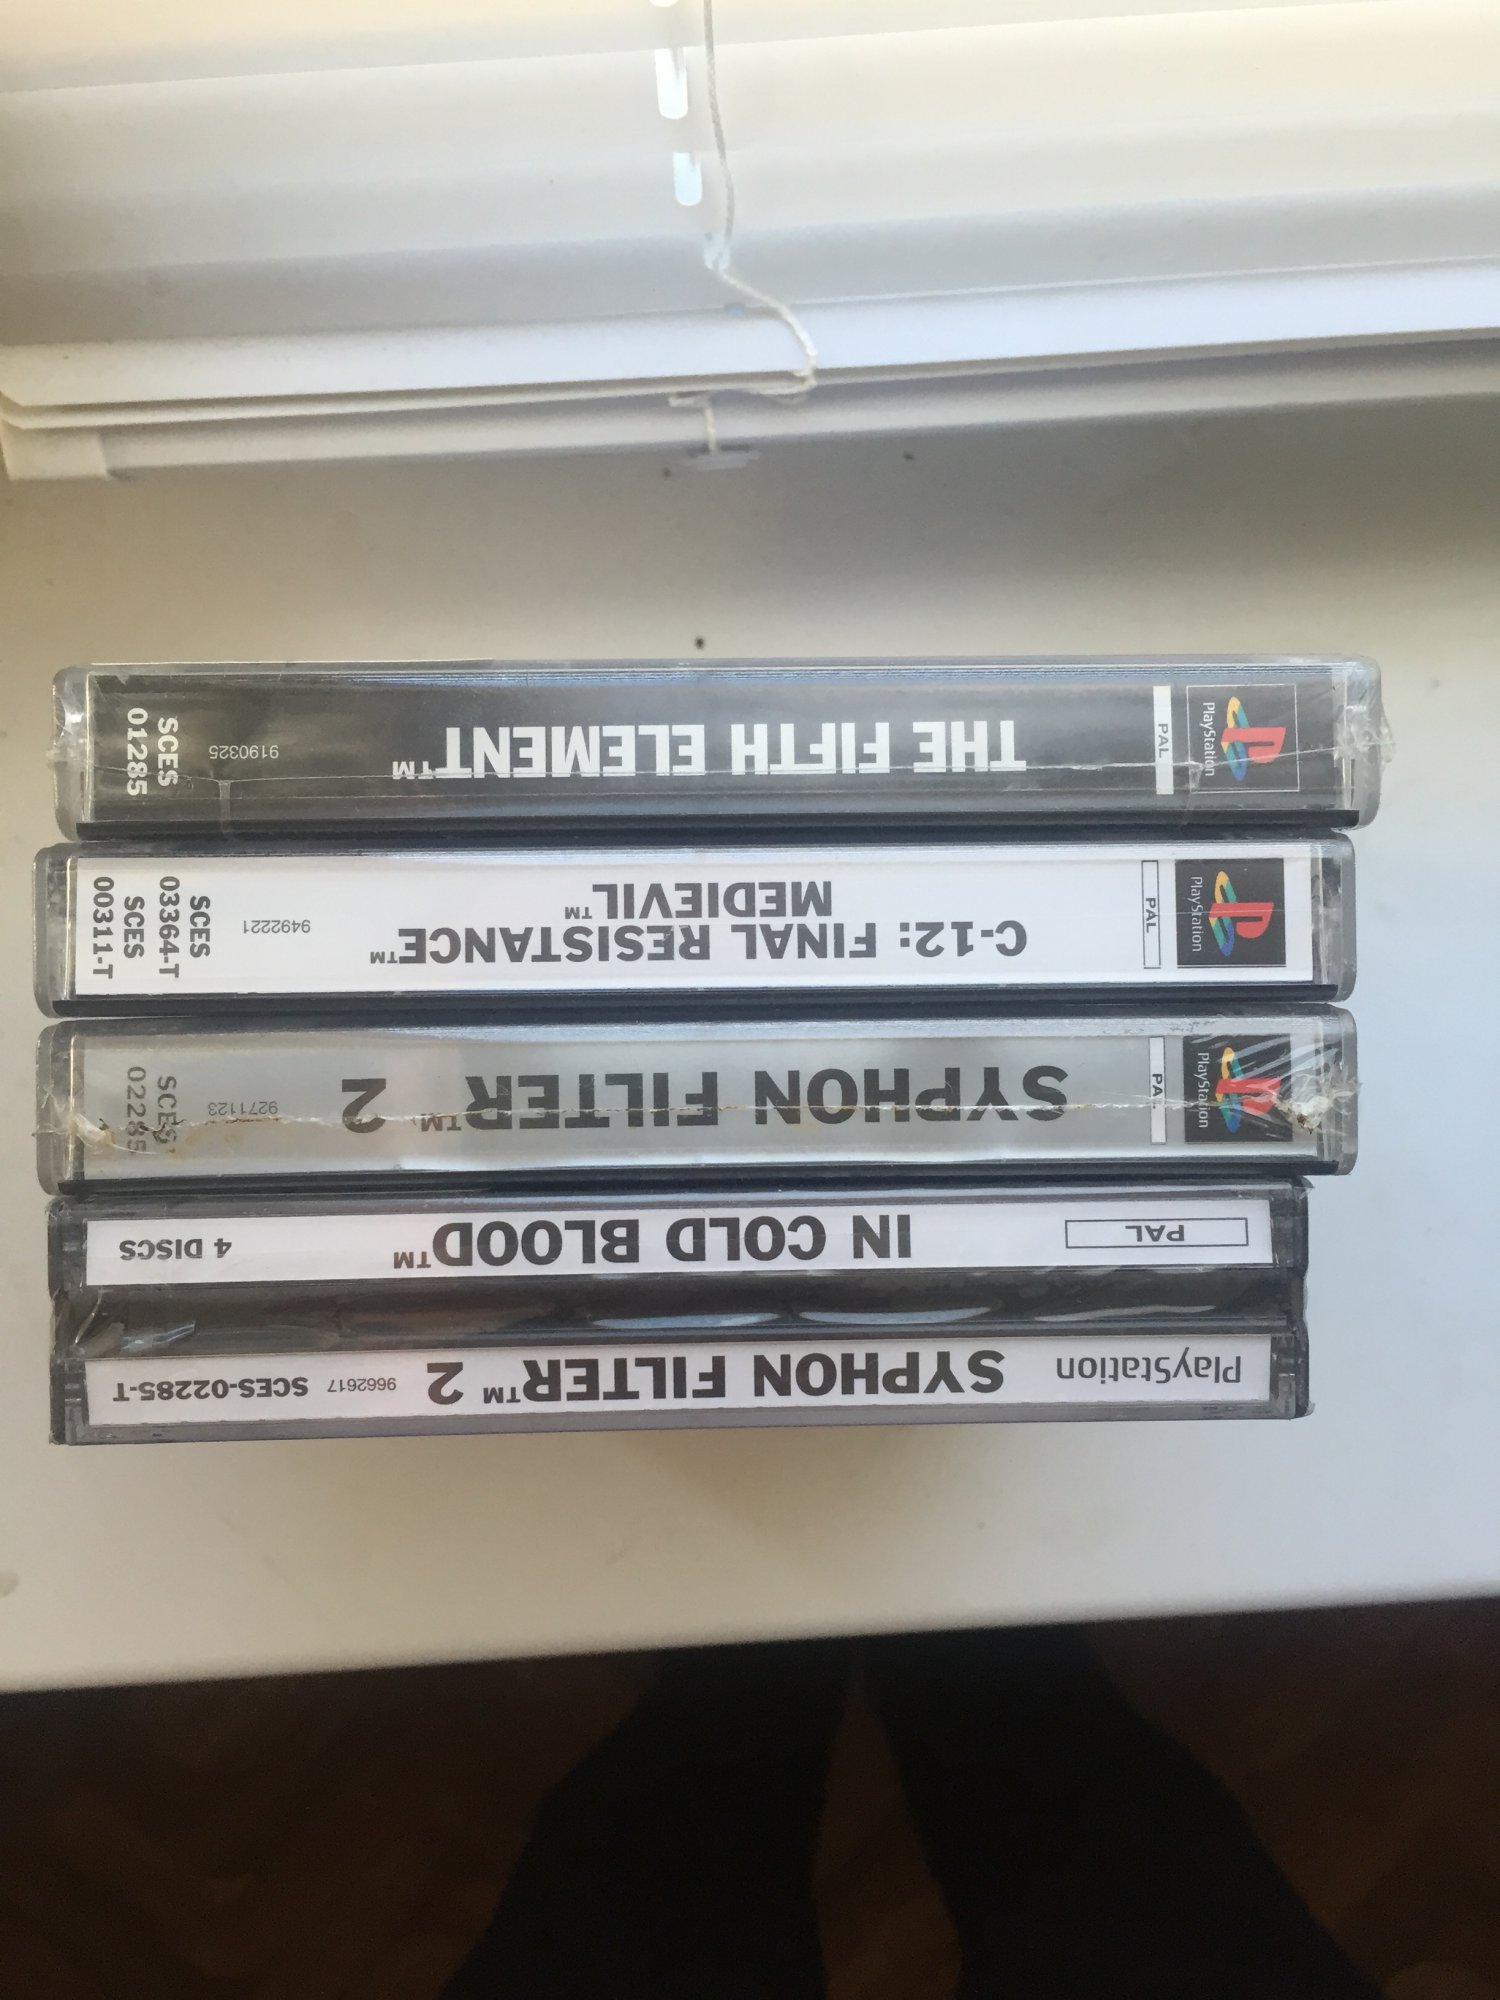 PlayStation
PAL
THE FIFTH ELEMENT™
9190325
SCES
01285
PlayStation
PAL
C-12: FINAL RESISTANCE™
MEDIEVIL™
9492221
SCES
03364-T
SCES
00311-T
PlayStation
PAL
SYPHON FILTER™ 2
9271123
SCES
02285
PAL
IN COLD BLOOD™
4 DISCS
PlayStation
SYPHON FILTER™ 2
9662617
SCES-02285-T